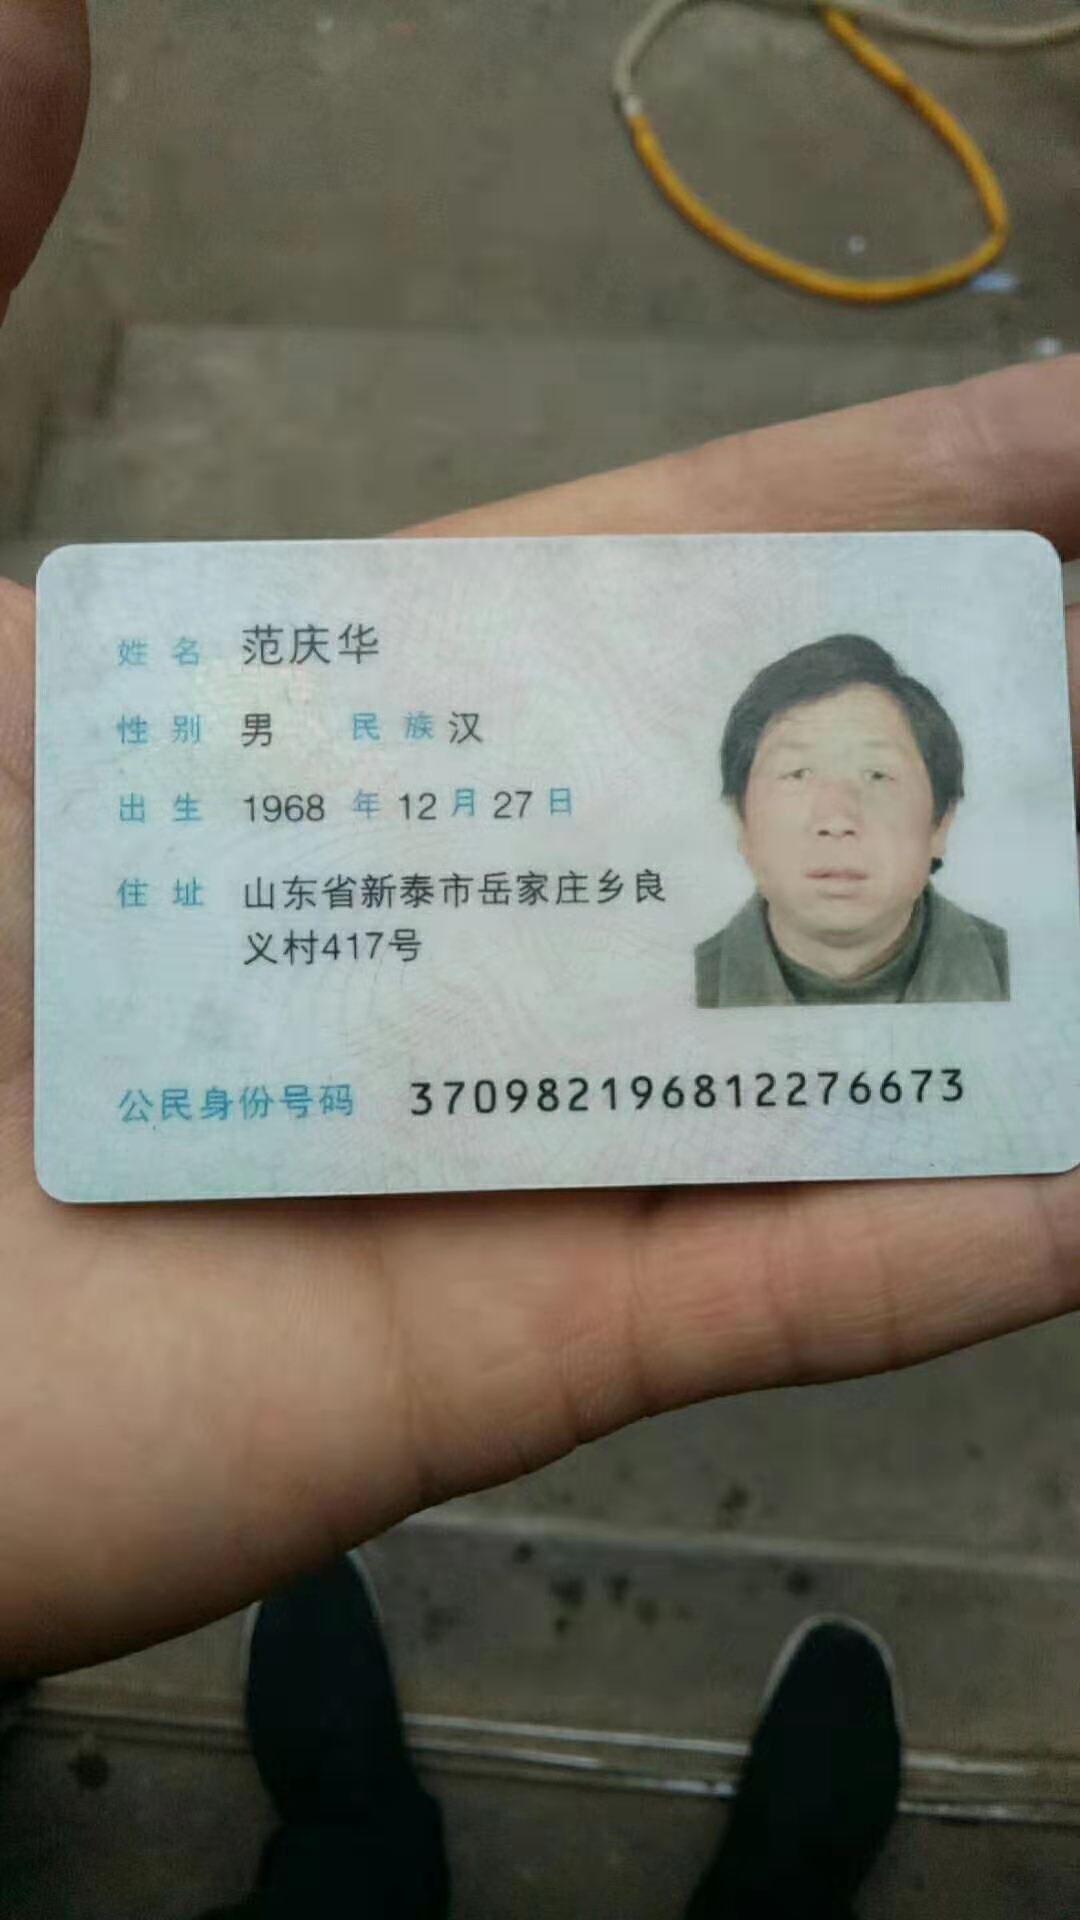 姓名 范庆华
性别 男 民族 汉
出生 1968 年 12 月 27 日
住址 山东省新泰市岳家庄乡良
义村417号
公民身份号码 370982196812276673